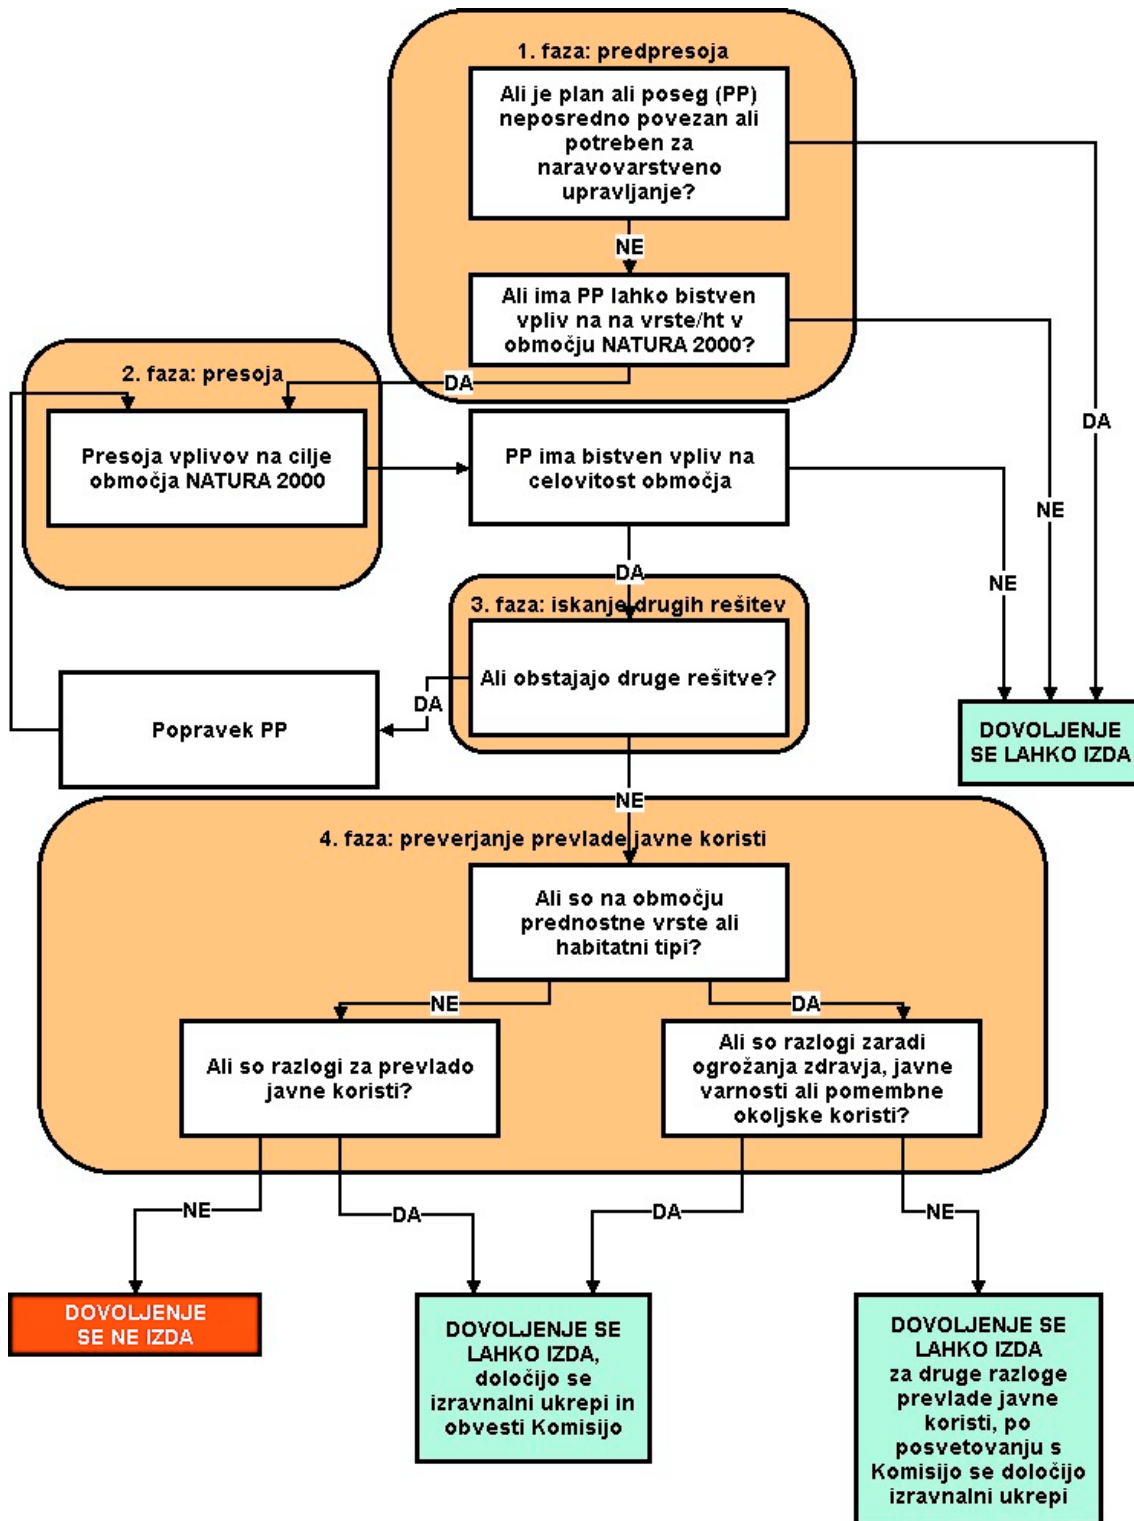 1. faza: predpresoja
Ali je plan ali poseg (PP)
neposredno povezan ali
potreben za
naravovarstveno
upravljanje?
NE
DA
Ali ima PP lahko bistven
vpliv na na vrste/ht v
območju NATURA 2000?
DA
NE
2. faza: presoja
Presoja vplivov na cilje
območja NATURA 2000
PP ima bistven vpliv na
celovitost območja
NE
DA
3. faza: iskanje drugih rešitev
Ali obstajajo druge rešitve?
DA
Popravek PP
DOVOLJENJE
SE LAHKO IZDA
NE
4. faza: preverjanje prevlade javne koristi
Ali so na območju
prednostne vrste ali
habitatni tipi?
NE
DA
Ali so razlogi za prevlado
javne koristi?
Ali so razlogi zaradi
ogrožanja zdravja, javne
varnosti ali pomembne
okoljske koristi?
NE
DA
DA
NE
DOVOLJENJE
SE NE IZDA
DOVOLJENJE SE
LAHKO IZDA,
določijo se
izravnalni ukrepi in
obvesti Komisijo
DOVOLJENJE SE
LAHKO IZDA
za druge razloge
prevlade javne
koristi, po
posvetovanju s
Komisijo se določijo
izravnalni ukrepi